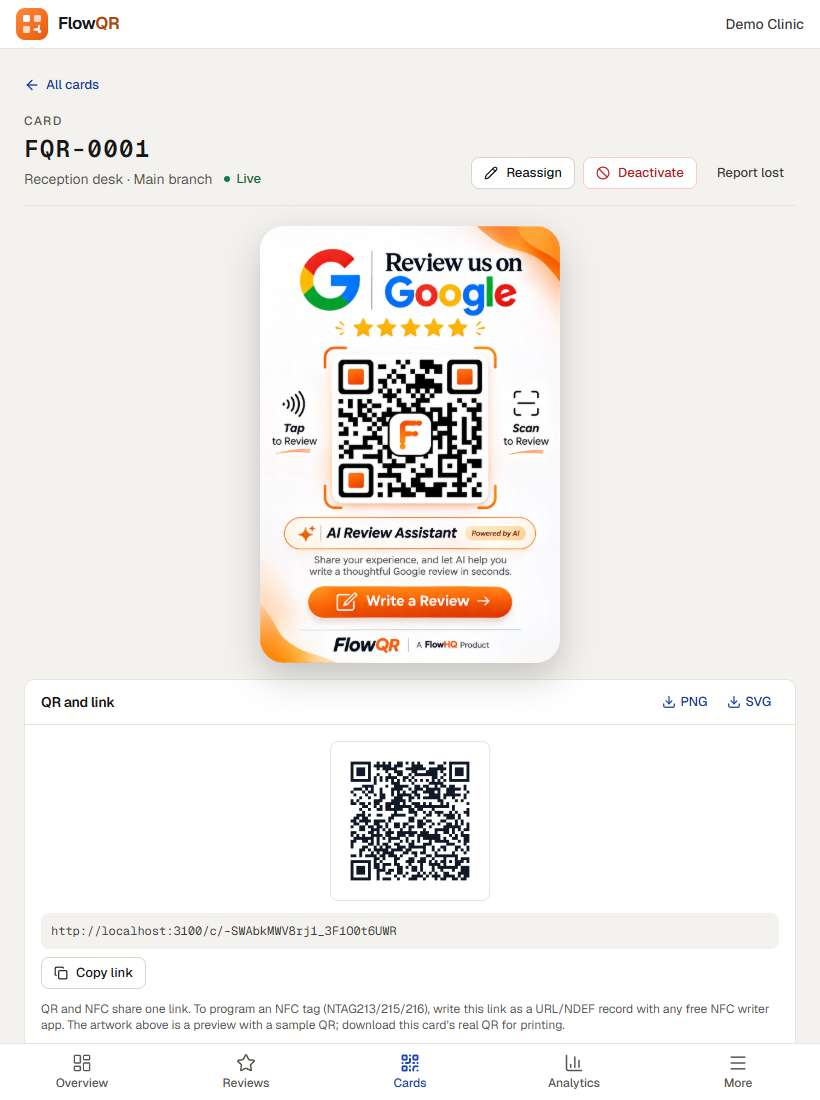 FlowQR
Demo Clinic
All cards
CARD
FQR-0001
Reception desk · Main branch
Live
Reassign
Deactivate
Report lost
G
Review us on
Google
Tap
to Review
F
Scan
to Review
AI Review Assistant
Powered by AI
Share your experience, and let AI help you
write a thoughtful Google review in seconds.
Write a Review
FlowQR
A FlowHQ Product
QR and link
PNG
SVG
http://localhost:3100/c/-SWAbkMWV8rj1_3FiO0t6UWR
Copy link
QR and NFC share one link. To program an NFC tag (NTAG213/215/216), write this link as a URL/NDEF record with any free NFC writer
app. The artwork above is a preview with a sample QR; download this card's real QR for printing.
Overview
Reviews
Cards
Analytics
More